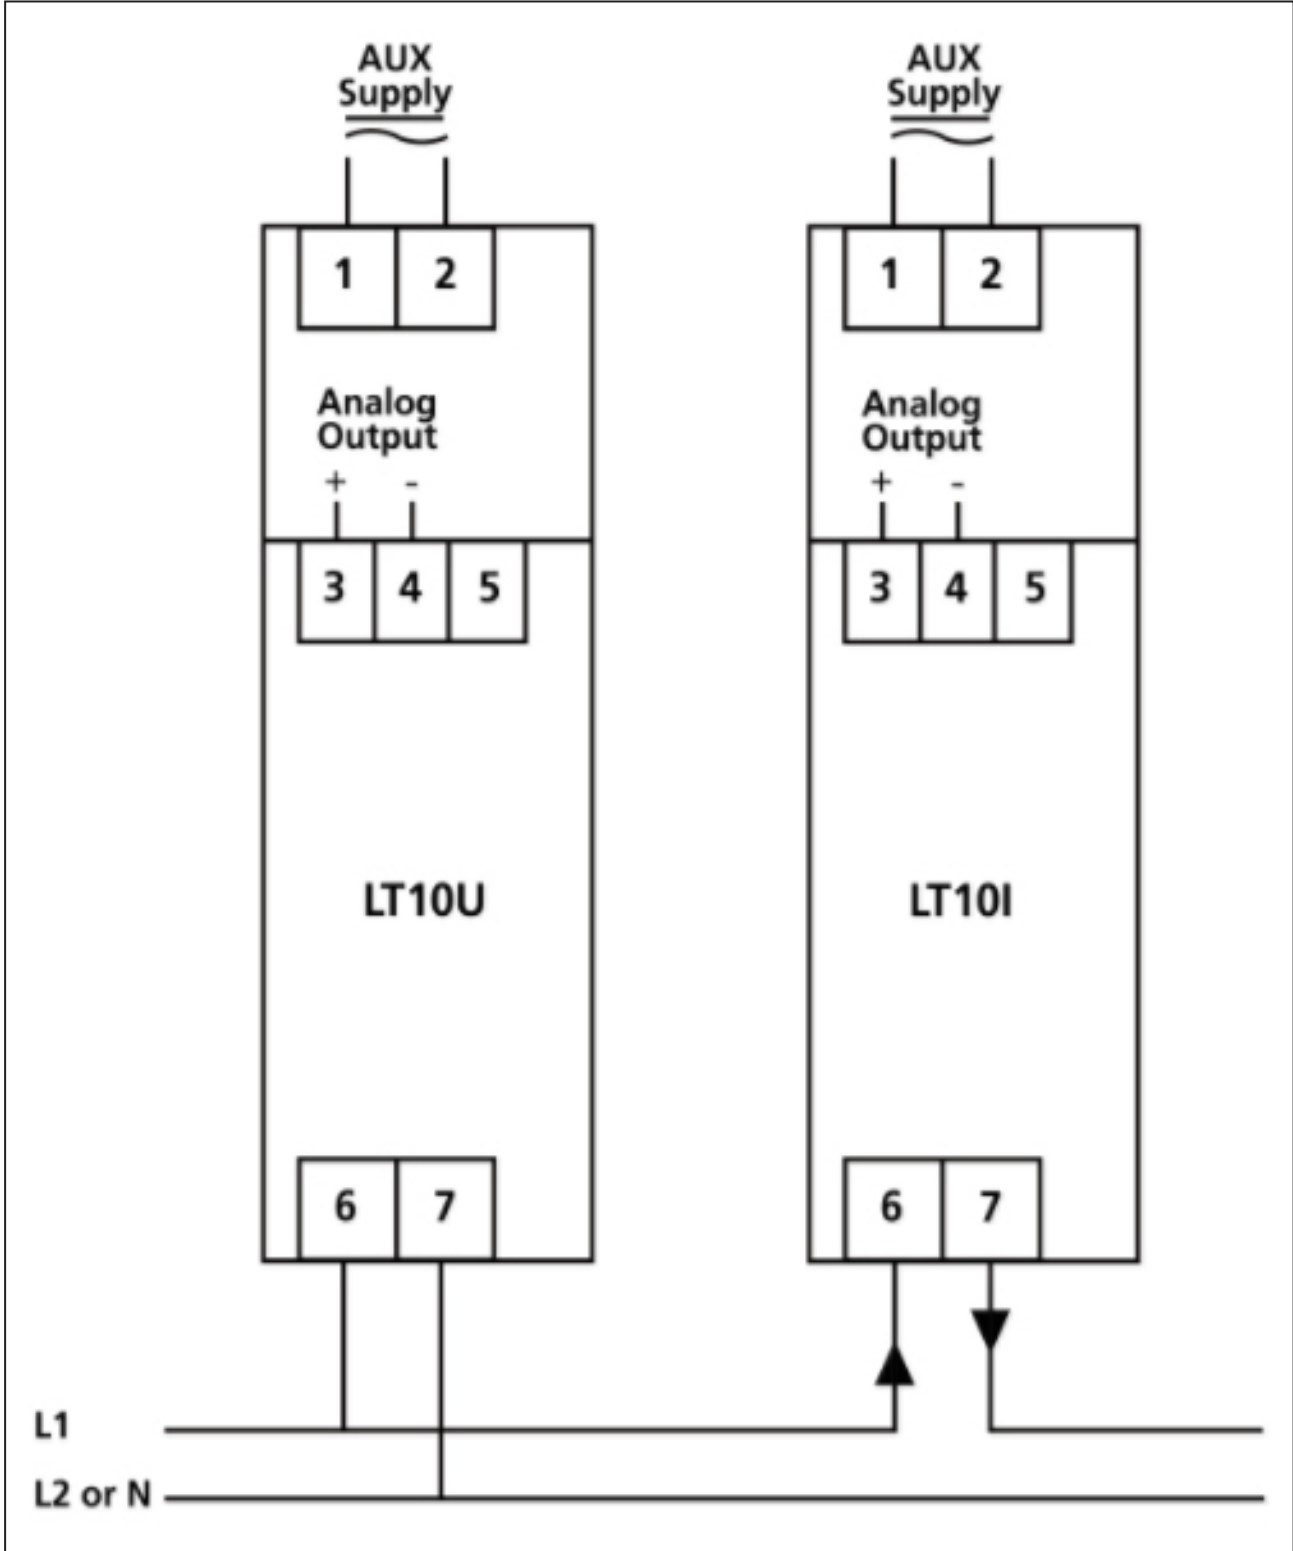 AUX
Supply
1 2
Analog
Output
+ -
3 4 5
LT10U
6 7
AUX
Supply
1 2
Analog
Output
+ -
3 4 5
LT10I
6 7
L1
L2 or N